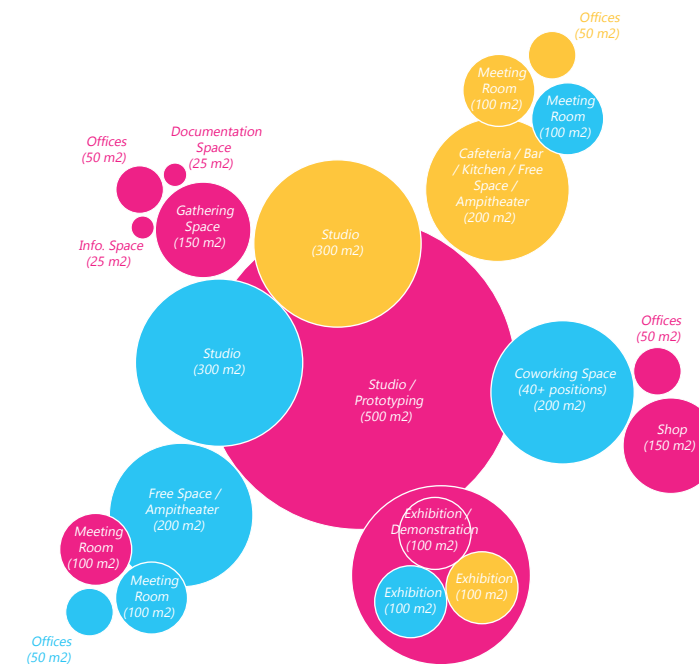 Offices
(50 m2)
Meeting
Room
(100 m2)
Meeting
Room
(100 m2)
Cafeteria / Bar
/ Kitchen / Free
Space /
Ampitheater
(200 m2)
Documentation
Space
(25 m2)
Offices
(50 m2)
Gathering
Space
(150 m2)
Info. Space
(25 m2)
Studio
(300 m2)
Studio
(300 m2)
Studio /
Prototyping
(500 m2)
Offices
(50 m2)
Coworking Space
(40+ positions)
(200 m2)
Shop
(150 m2)
Free Space /
Ampitheater
(200 m2)
Meeting
Room
(100 m2)
Meeting
Room
(100 m2)
Offices
(50 m2)
Exhibition /
Demonstration
(100 m2)
Exhibition
(100 m2)
Exhibition
(100 m2)